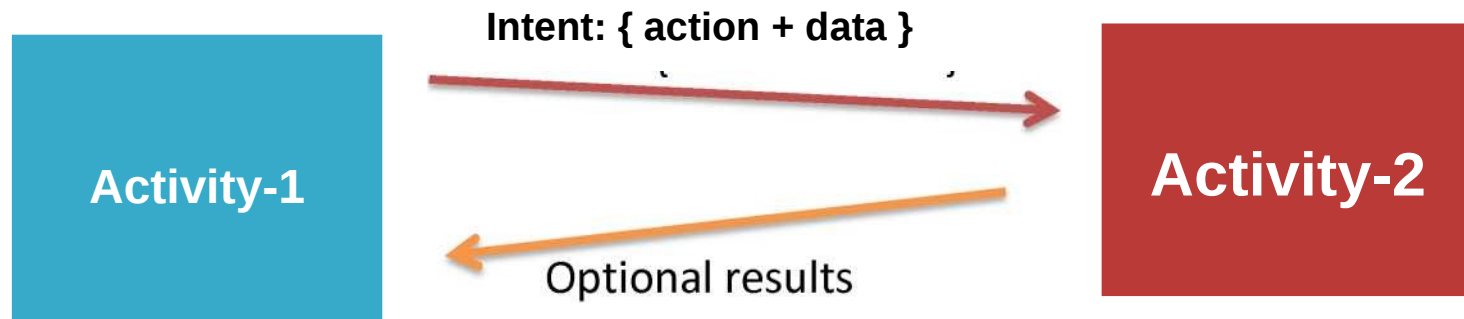 Intent: { action + data }
Activity-1
Activity-2
Optional results